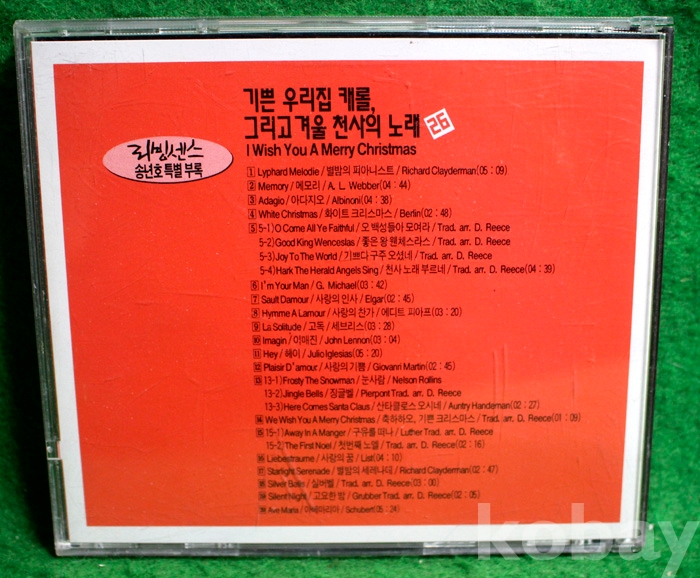 기쁜 우리집 캐롤,
그리고 겨울 천사의 노래 26
I Wish You A Merry Christmas
리빙센스
송년호 특별 부록
1 Lyphard Melodie / 별밤의 피아니스트 / Richard Clayderman(05 : 09)
2 Memory / 메모리 / A. L. Webber(04 : 44)
3 Adagio / 아다지오 / Albinoni(04 : 38)
4 White Christmas / 화이트 크리스마스 / Berlin(02 : 48)
5 5-1) O Come All Ye Faithful / 오 백성들아 모여라 / Trad. arr. D. Reece
5-2) Good King Wenceslas / 좋은 왕 웬체스라스 / Trad. arr. D. Reece
5-3) Joy To The World / 기쁘다 구주 오셨네 / Trad. arr. D. Reece
5-4) Hark The Herald Angels Sing / 천사 노래 부르네 / Trad. arr. D. Reece(04 : 39)
6 I'm Your Man / G. Michael(03 : 42)
7 Sault Damour / 사랑의 인사 / Elgar(02 : 45)
8 Hymme A Lamour / 사랑의 찬가 / 에디트 피아프(03 : 20)
9 La Solitude / 고독 / 세브리스(03 : 28)
10 Imagin / 이매진 / John Lennon(03 : 04)
11 Hey / 헤이 / Julio Iglesias(05 : 20)
12 Plaisir D'amour / 사랑의 기쁨 / Giovanri Martin(02 : 45)
13 13-1) Frosty The Snowman / 눈사람 / Nelson Rollins
13-2) Jingle Bells / 징글벨 / Pierpont Trad. arr. D. Reece
13-3) Here Comes Santa Claus / 산타클로스 오시네 / Auntry Handeman(02 : 27)
14 We Wish You A Merry Christmas / 축하하오, 기쁜 크리스마스 / Trad. arr. D. Reece(01 : 09)
15 15-1) Away In A Manger / 구유를 떠나 / Luther Trad. arr. D. Reece
15-2) The First Noel / 첫번째 노엘 / Trad. arr. D. Reece(02 : 16)
16 Liebestraume / 사랑의 꿈 / List(04 : 10)
17 Starlight Serenade / 별밤의 세레나데 / Richard Clayderman(02 : 47)
18 Silver Bells / 실버벨 / Trad. arr. D. Reece(03 : 00)
19 Silent Night / 고요한 밤 / Grubber Trad. arr. D. Reece(02 : 05)
Ave Maria / 아베마리아 / Schubert(05 : 24)
kobay